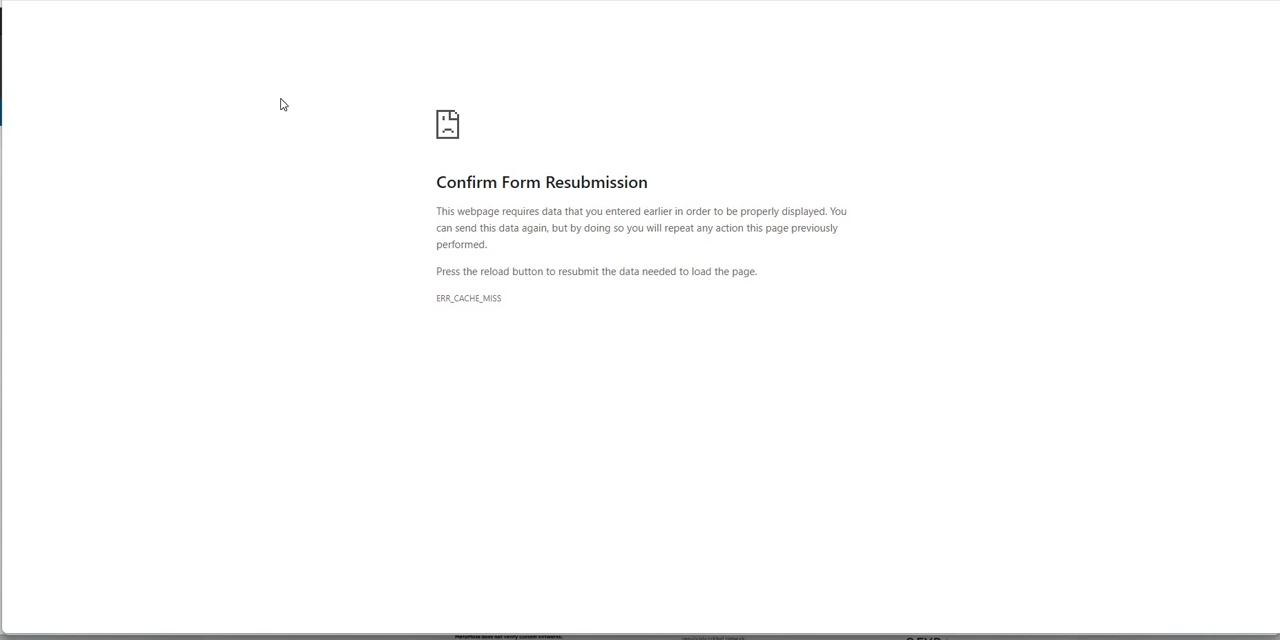 Confirm Form Resubmission
This webpage requires data that you entered earlier in order to be properly displayed. You
can send this data again, but by doing so you will repeat any action this page previously
performed.
Press the reload button to resubmit the data needed to load the page.
ERR_CACHE_MISS